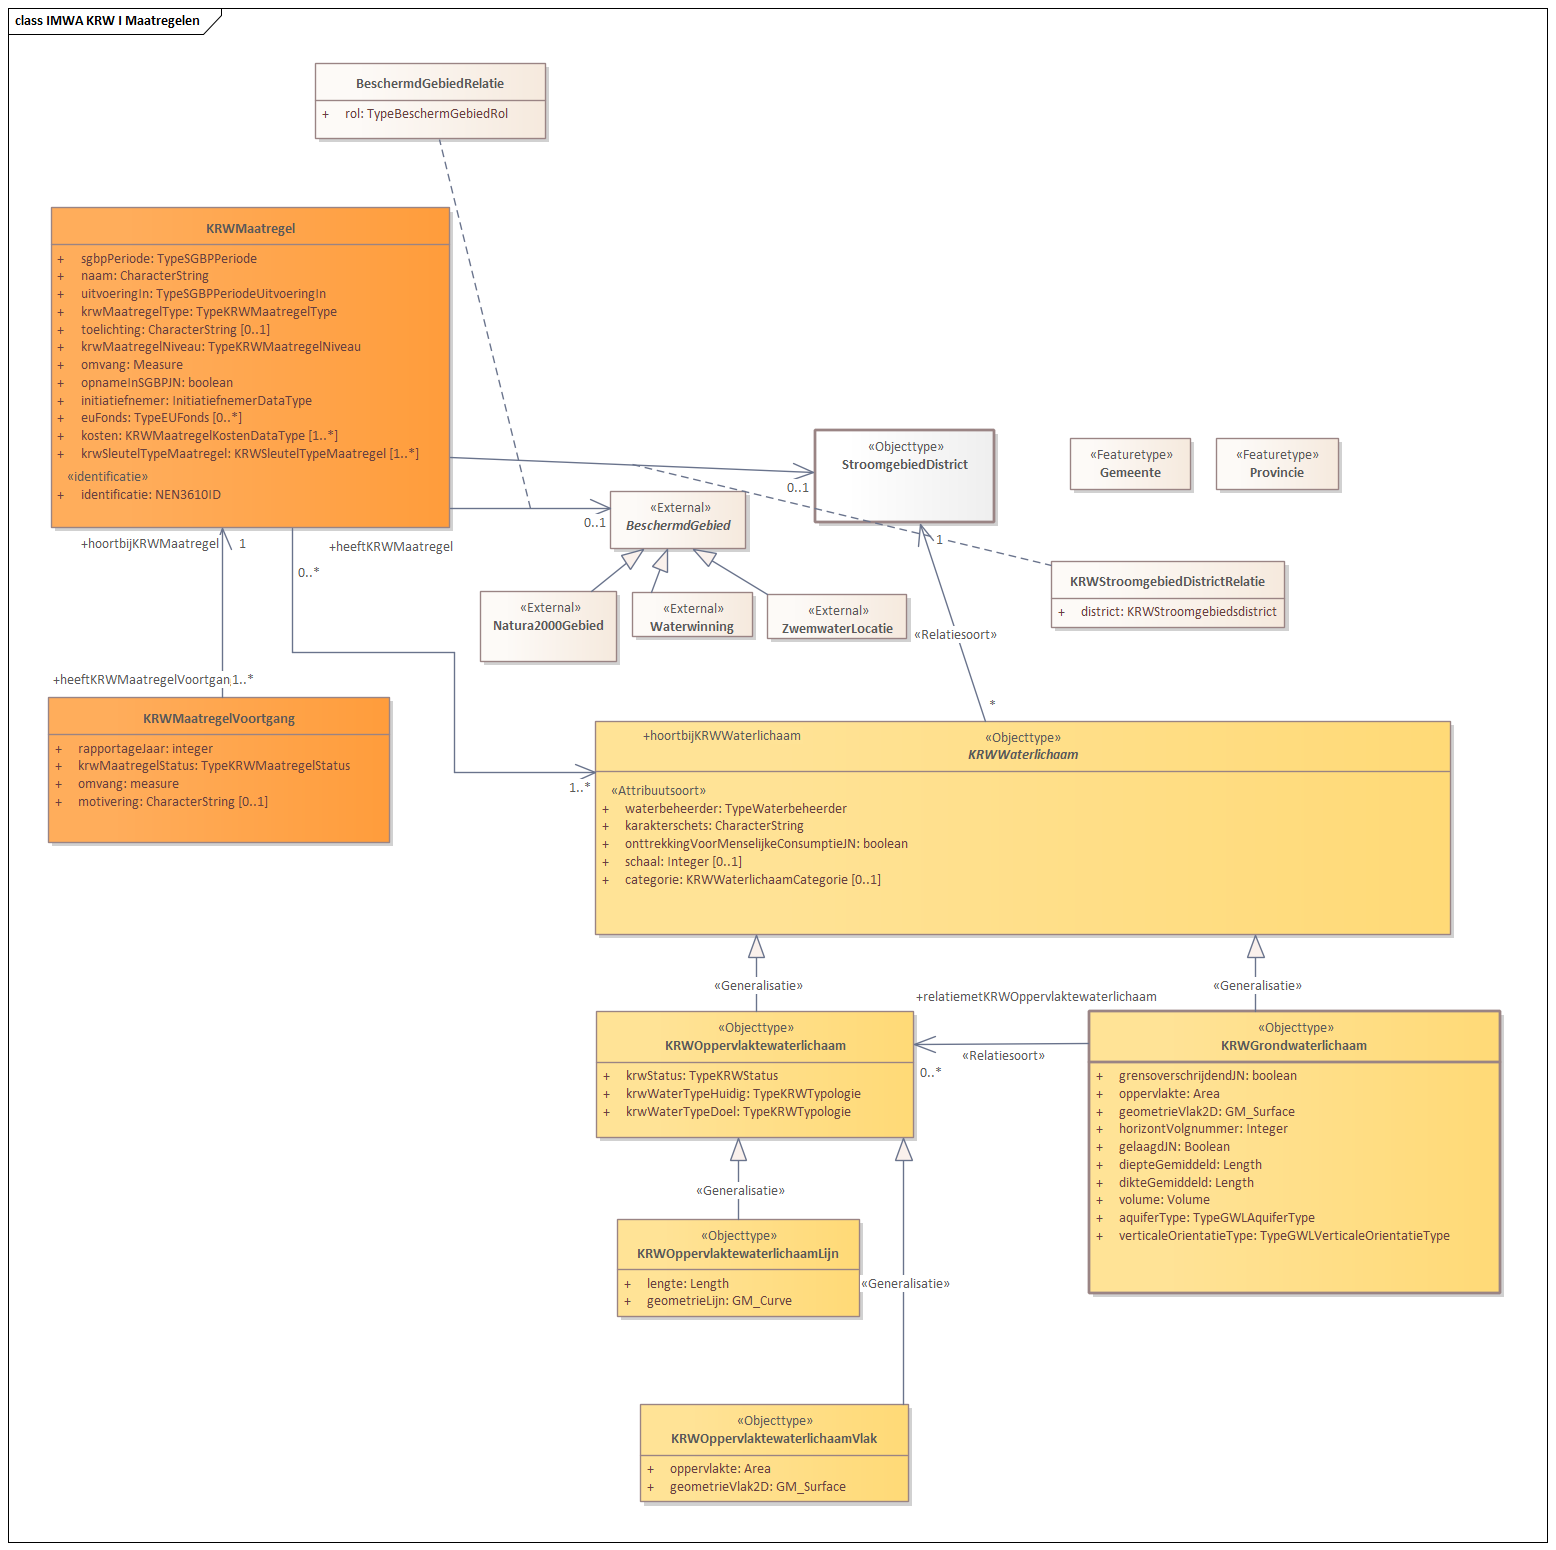 class IMWA KRW I Maatregelen
BeschermdGebiedRelatie
+ rol: TypeBeschermGebiedRol
KRWMaatregel
+ sgbpPeriode: TypeSGBPPeriode
+ naam: CharacterString
+ uitvoeringIn: TypeSGBPPeriodeUitvoeringIn
+ krwMaatregelType: TypeKRWMaatregelType
+ toelichting: CharacterString [0..1]
+ krwMaatregelNiveau: TypeKRWMaatregelNiveau
+ omvang: Measure
+ opnameInSGBPJN: boolean
+ initiatiefnemer: InitiatiefnemerDataType
+ euFonds: TypeEUFonds [0..*]
+ kosten: KRWMaatregelKostenDataType [1..*]
+ krwSleutelTypeMaatregel: KRWSleutelTypeMaatregel [1..*]
«identificatie»
+ identificatie: NEN3610ID
«Objecttype»
StroomgebiedDistrict
0..1
«Featuretype»
Gemeente
«Featuretype»
Provincie
«External»
BeschermdGebied
0..1
+hoortbijKRWMaatregel 1
+heeftKRWMaatregel
0..*
1
«External»
Natura2000Gebied
«External»
Waterwinning
«External»
ZwemwaterLocatie
KRWStroomgebiedDistrictRelatie
+ district: KRWStroomgebiedsdistrict
«Relatiesoort»
*
+heeftKRWMaatregelVoortgan 1..*
KRWMaatregelVoortgang
+ rapportageJaar: integer
+ krwMaatregelStatus: TypeKRWMaatregelStatus
+ omvang: measure
+ motivering: CharacterString [0..1]
+hoortbijKRWWaterlichaam
1..*
«Objecttype»
KRWWaterlichaam
«Attribuutsoort»
+ waterbeheerder: TypeWaterbeheerder
+ karakterschets: CharacterString
+ onttrekkingVoorMenselijkeConsumptieJN: boolean
+ schaal: Integer [0..1]
+ categorie: KRWWaterlichaamCategorie [0..1]
«Generalisatie»
«Generalisatie»
+relatiemetKRWOppervlaktewaterlichaam
«Relatiesoort»
0..*
«Objecttype»
KRWOppervlaktewaterlichaam
+ krwStatus: TypeKRWStatus
+ krwWaterTypeHuidig: TypeKRWTypologie
+ krwWaterTypeDoel: TypeKRWTypologie
«Objecttype»
KRWGrondwaterlichaam
+ grensoverschrijdendJN: boolean
+ oppervlakte: Area
+ geometrieVlak2D: GM_Surface
+ horizontVolgnummer: Integer
+ gelaagdJN: Boolean
+ diepteGemiddeld: Length
+ dikteGemiddeld: Length
+ volume: Volume
+ aquiferType: TypeGWLAquiferType
+ verticaleOrientatieType: TypeGWLVerticaleOrientatieType
«Generalisatie»
«Objecttype»
KRWOppervlaktewaterlichaamLijn
+ lengte: Length
+ geometrieLijn: GM_Curve
«Generalisatie»
«Objecttype»
KRWOppervlaktewaterlichaamVlak
+ oppervlakte: Area
+ geometrieVlak2D: GM_Surface